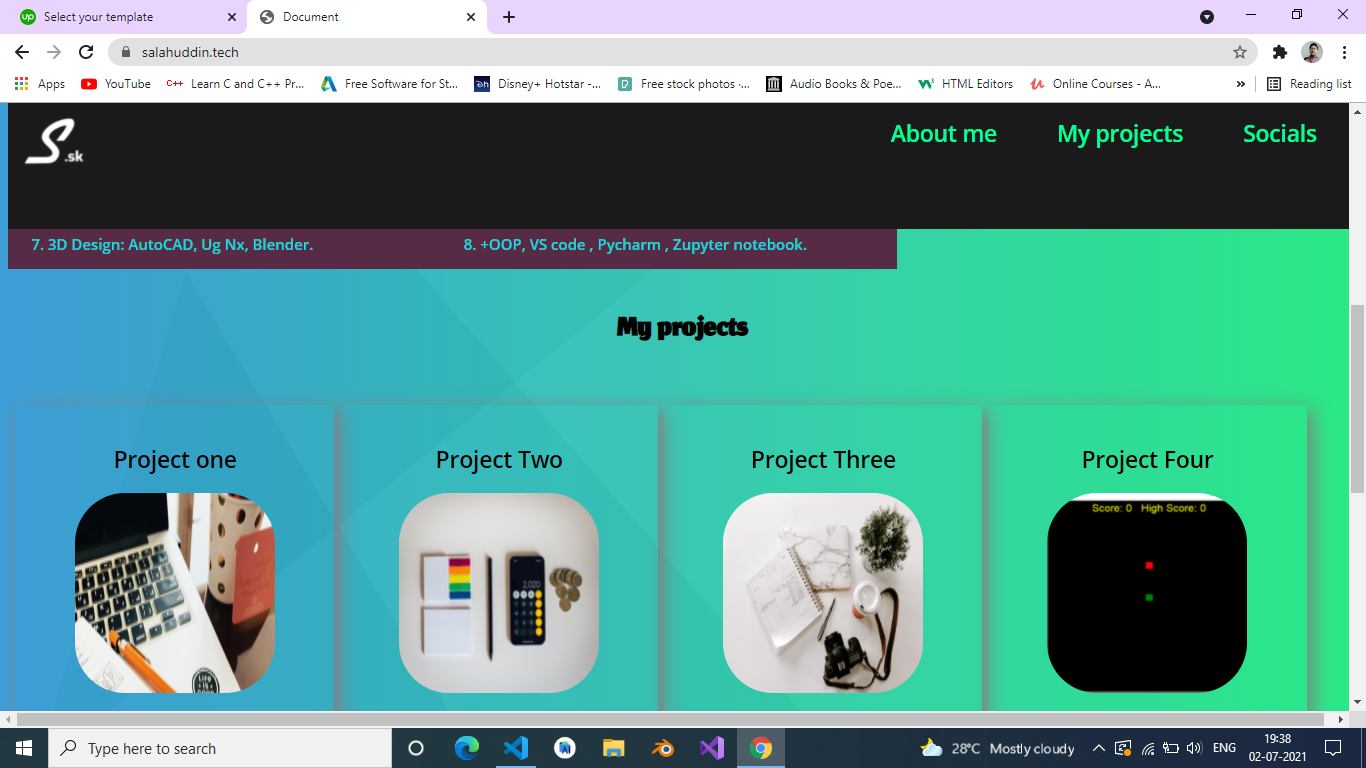 Select your template
Document
salahuddin.tech
Apps
YouTube
C++ Learn C and C++ Pr...
Free Software for St...
Disney+ Hotstar -...
Free stock photos ·...
Audio Books & Poe...
HTML Editors
Online Courses - A...
»
Reading list
S.sk
About me
My projects
Socials
7. 3D Design: AutoCAD, Ug Nx, Blender.
8. +OOP, VS code , Pycharm , Zupyter notebook.
My projects
Project one
Project Two
Project Three
Project Four
2,020
Score: 0 High Score: 0
LIFE IS
Type here to search
28°C Mostly cloudy
ENG
19:38
02-07-2021